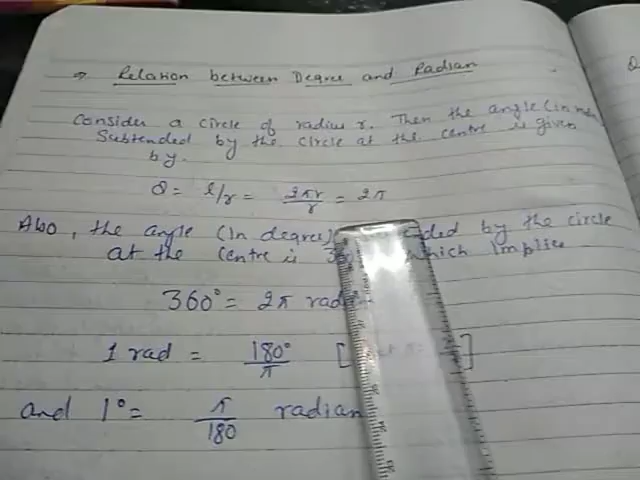 ⇒ Relation between Degree and Radian
Consider a circle of radius r. Then the angle (in
Subtended by the circle at the centre is given
by.
θ = l/r = 2πr/r = 2π
Also, the angle (in degree) by the circle
at the centre is which implies
360° = 2π
1 rad = 180°/π [
and 1° = π/180 radian